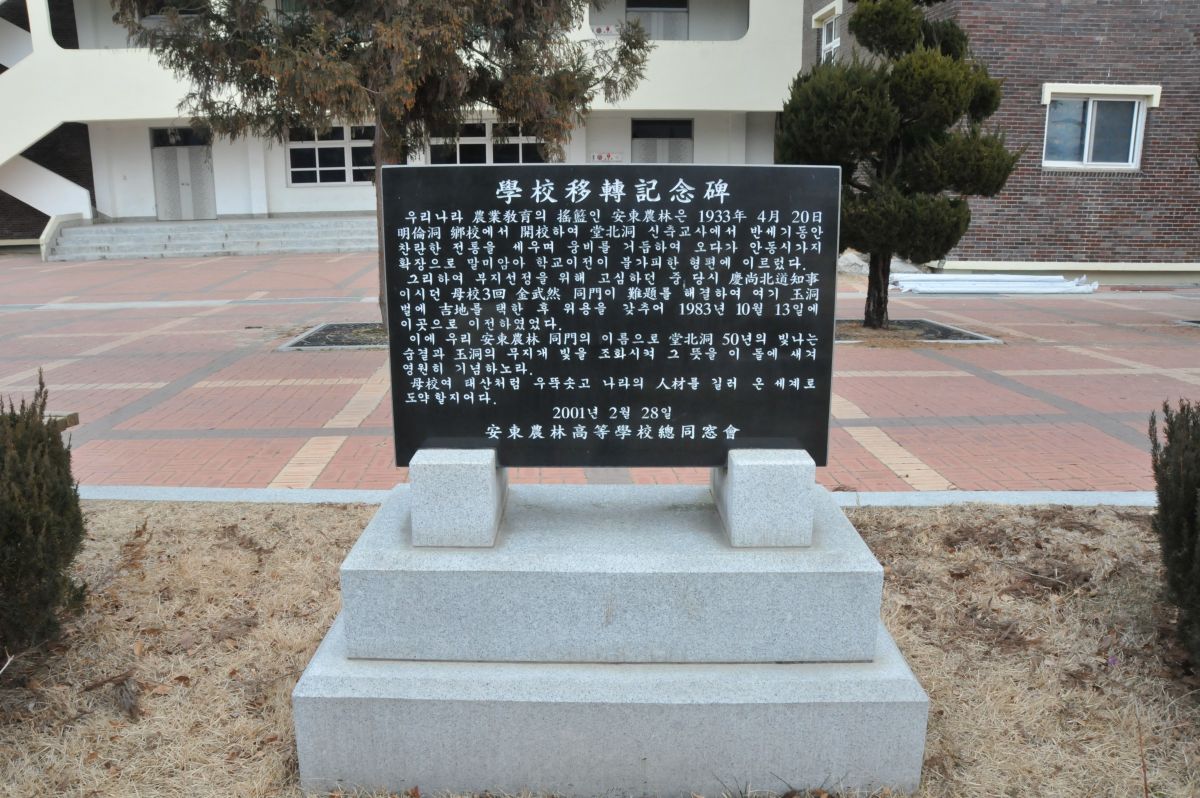 學校移轉記念碑
우리나라 農業敎育의 搖籃인 安東農林은 1933年 4月 20日
明倫洞 鄕校에서 開校하여 堂北洞 신축교사에서 반세기동안
찬란한 전통을 세우며 웅비를 거듭하여 오다가 안동시가지
확장으로 말미암아 학교이전이 불가피한 형편에 이르렀다.
그리하여 부지선정을 위해 고심하던 중 당시 慶尚北道知事
이시던 母校3回 金武然 同門이 難題를 해결하여 여기 玉洞
벌에 吉地를 택한 후 위용을 갖추어 1983년 10월 13일에
이곳으로 이전하였었다.
이에 우리 安東農林 同門의 이름으로 堂北洞 50년의 빛나는
숨결과 玉洞의 무지개 빛을 조화시켜 그 뜻을 이 돌에 새겨
영원히 기념하노라.
母校여 태산처럼 우뚝솟고 나라의 人材를 길러 온 세계로
도약할지어다.
2001년 2월 28일
安東農林高等學校總同窓會